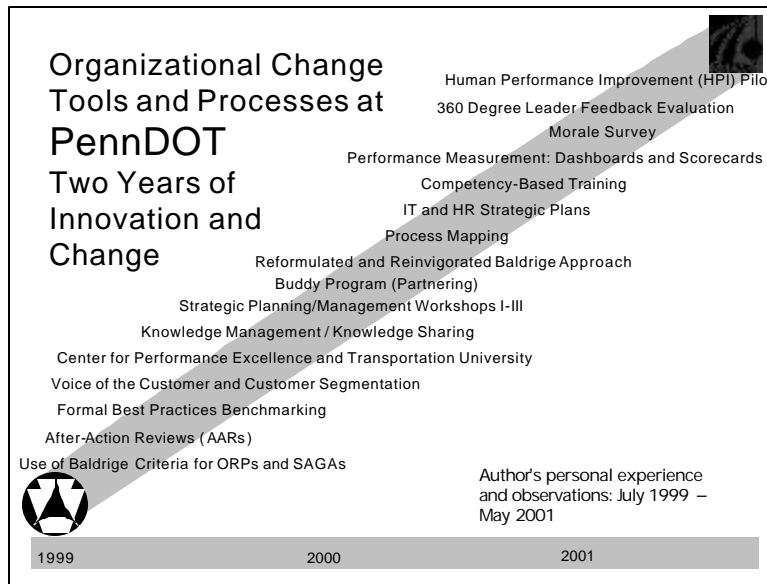 Organizational Change
Tools and Processes at
PennDOT
Two Years of
Innovation and
Change
Human Performance Improvement (HPI) Pilo
360 Degree Leader Feedback Evaluation
Morale Survey
Performance Measurement: Dashboards and Scorecards
Competency-Based Training
IT and HR Strategic Plans
Process Mapping
Reformulated and Reinvigorated Baldrige Approach
Buddy Program (Partnering)
Strategic Planning/Management Workshops I-III
Knowledge Management / Knowledge Sharing
Center for Performance Excellence and Transportation University
Voice of the Customer and Customer Segmentation
Formal Best Practices Benchmarking
After-Action Reviews (AARs)
Use of Baldrige Criteria for ORPs and SAGAs
Author's personal experience
and observations: July 1999 –
May 2001
1999 2000 2001